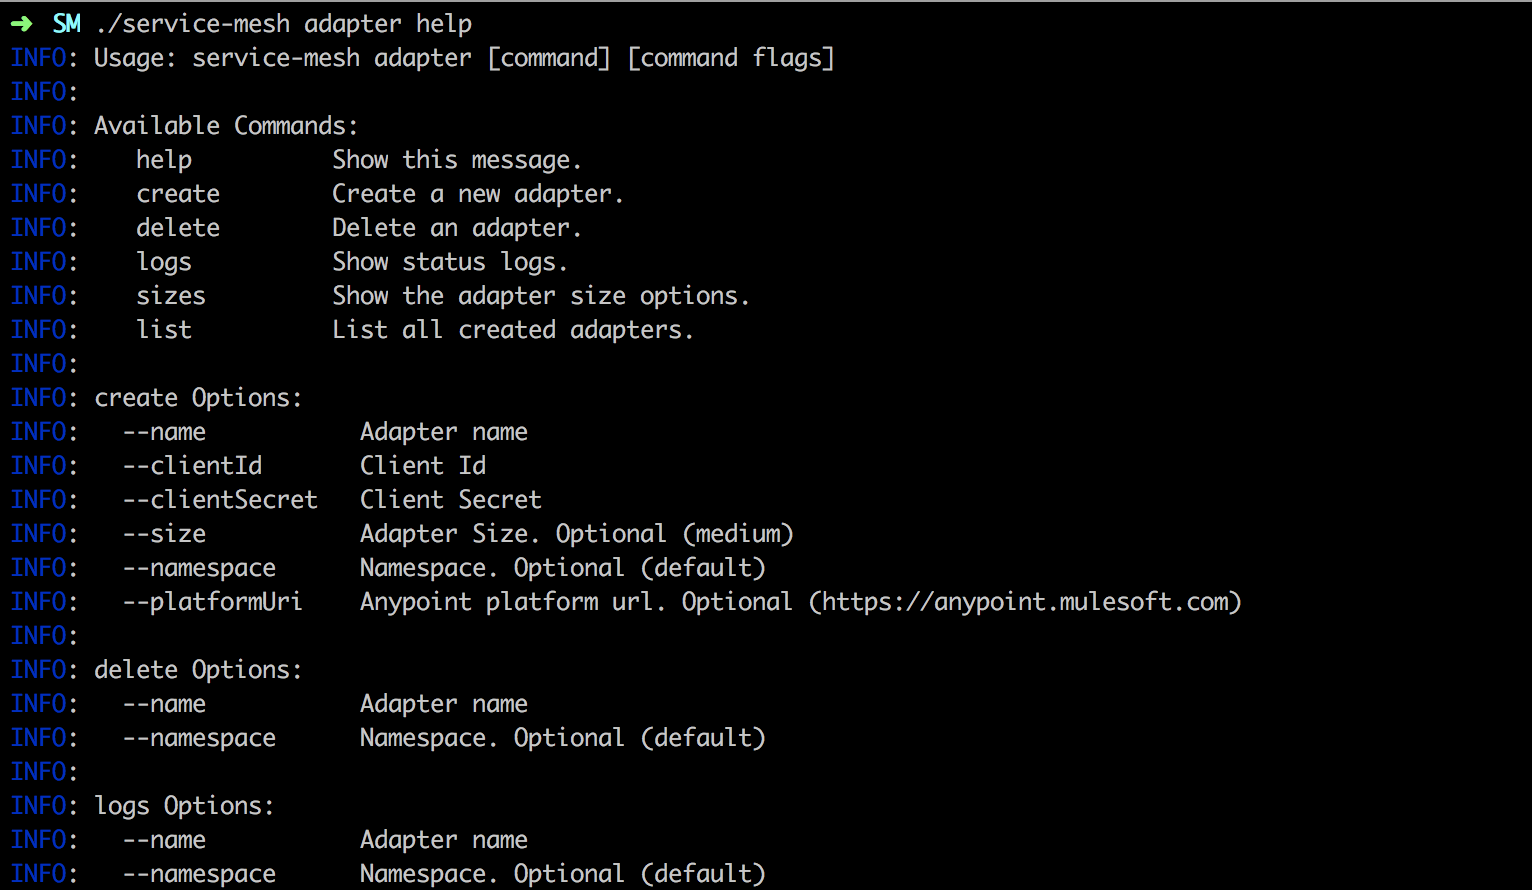 ➜ SM ./service-mesh adapter help
INFO: Usage: service-mesh adapter [command] [command flags]
INFO:
INFO: Available Commands:
INFO:    help          Show this message.
INFO:    create        Create a new adapter.
INFO:    delete        Delete an adapter.
INFO:    logs          Show status logs.
INFO:    sizes         Show the adapter size options.
INFO:    list          List all created adapters.
INFO:
INFO: create Options:
INFO:   --name           Adapter name
INFO:   --clientId       Client Id
INFO:   --clientSecret   Client Secret
INFO:   --size           Adapter Size. Optional (medium)
INFO:   --namespace      Namespace. Optional (default)
INFO:   --platformUri    Anypoint platform url. Optional (https://anypoint.mulesoft.com)
INFO:
INFO: delete Options:
INFO:   --name           Adapter name
INFO:   --namespace      Namespace. Optional (default)
INFO:
INFO: logs Options:
INFO:   --name           Adapter name
INFO:   --namespace      Namespace. Optional (default)